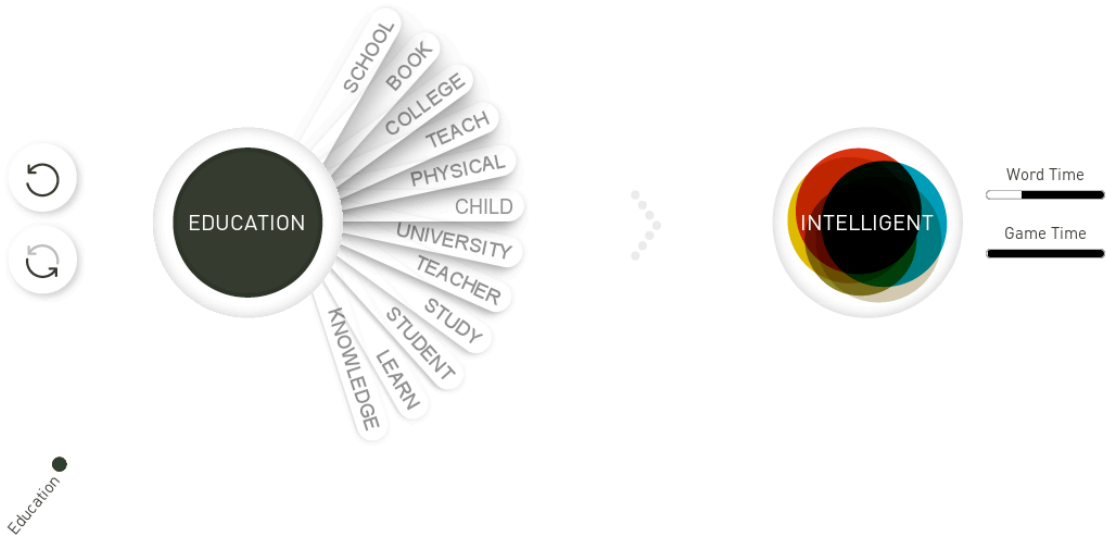 SCHOOL
BOOK
COLLEGE
TEACH
PHYSICAL
CHILD
UNIVERSITY
TEACHER
STUDY
STUDENT
LEARN
KNOWLEDGE
EDUCATION
INTELLIGENT
Word Time
Game Time
Education